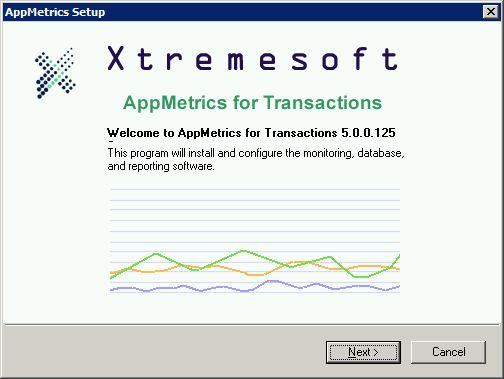 AppMetrics Setup
Xtremesoft
AppMetrics for Transactions
Welcome to AppMetrics for Transactions 5.0.0.125
This program will install and configure the monitoring, database,
and reporting software.
Next > Cancel